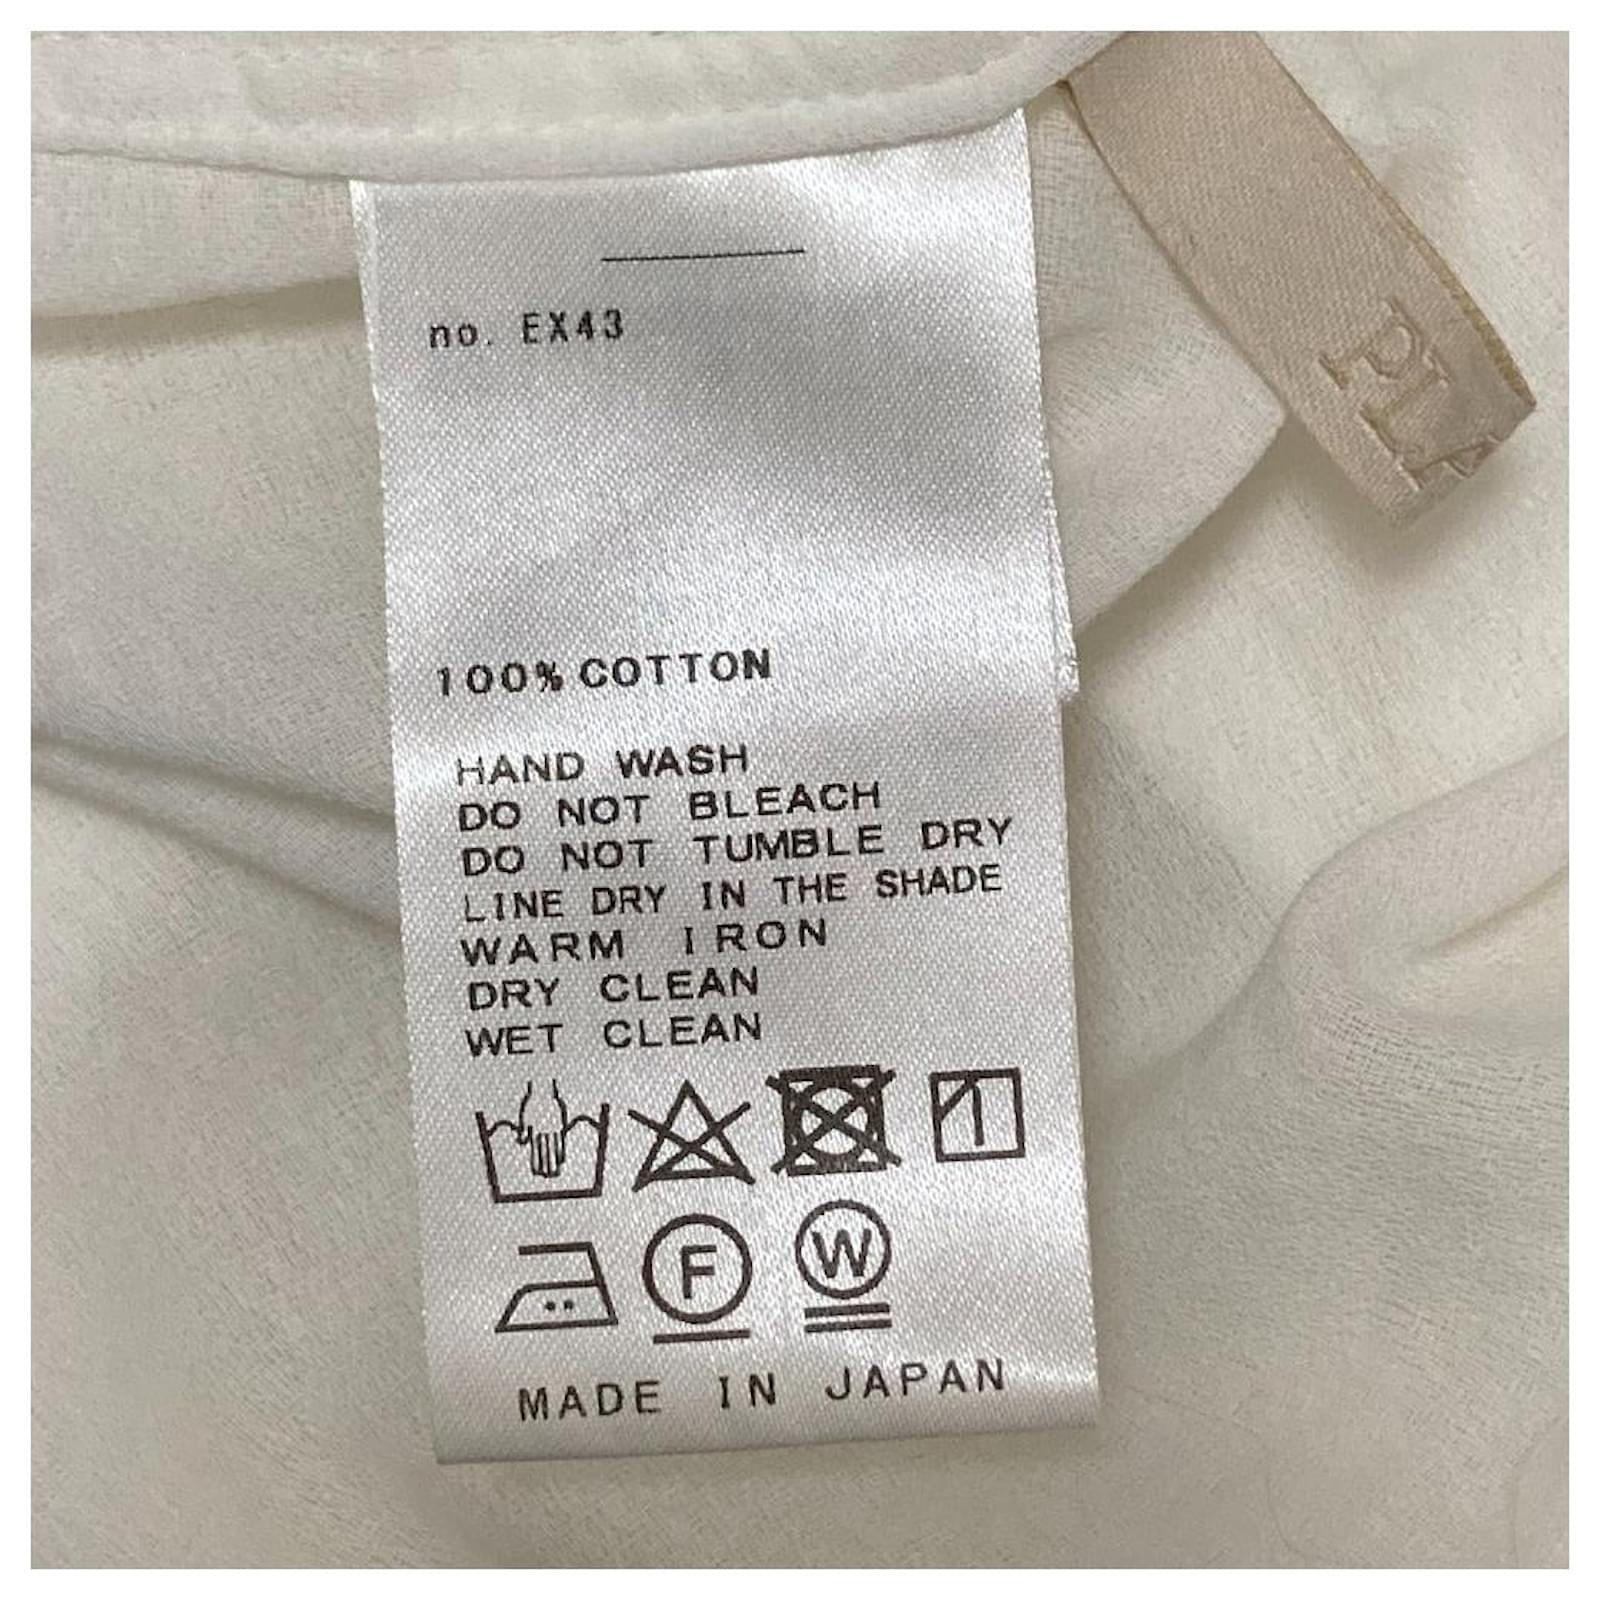 no. EX43
100% COTTON
HAND WASH
DO NOT BLEACH
DO NOT TUMBLE DRY
LINE DRY IN THE SHADE
WARM IRON
DRY CLEAN
WET CLEAN
F
W
MADE IN JAPAN
PLA